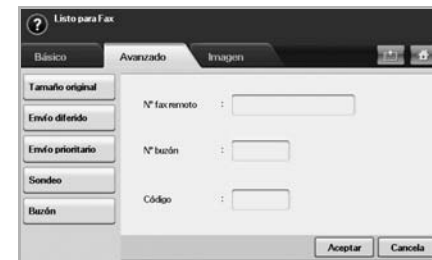 ? Listo para Fax
Básico Avanzado Imagen
Tamaño original
Envío diferido
Envío prioritario
Sondeo
Buzón
Nº fax remoto :
Nº buzón :
Código :
Aceptar Cancela